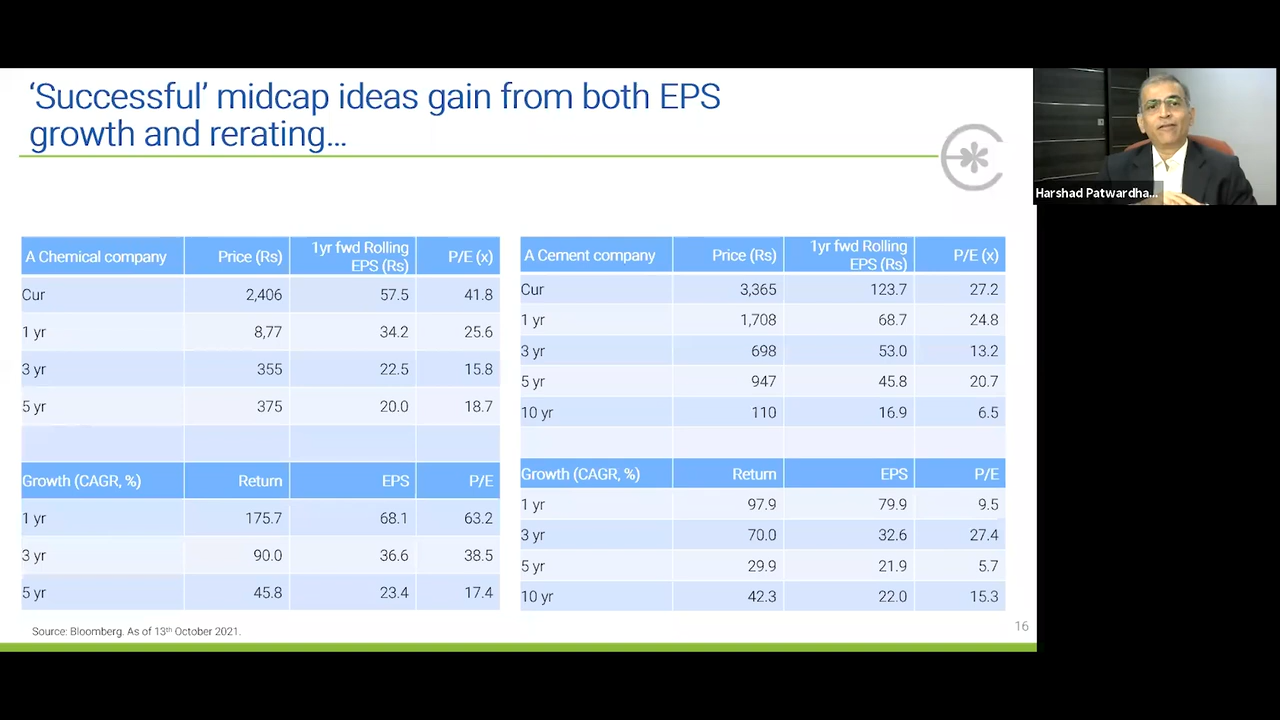 ‘Successful’ midcap ideas gain from both EPS
growth and rerating...
Harshad Patwardha...
A Chemical company Price (Rs) 1yr fwd Rolling EPS (Rs) P/E (x)
Cur 2,406 57.5 41.8
1 yr 8,77 34.2 25.6
3 yr 355 22.5 15.8
5 yr 375 20.0 18.7
Growth (CAGR, %) Return EPS P/E
1 yr 175.7 68.1 63.2
3 yr 90.0 36.6 38.5
5 yr 45.8 23.4 17.4
A Cement company Price (Rs) 1yr fwd Rolling EPS (Rs) P/E (x)
Cur 3,365 123.7 27.2
1 yr 1,708 68.7 24.8
3 yr 698 53.0 13.2
5 yr 947 45.8 20.7
10 yr 110 16.9 6.5
Growth (CAGR, %) Return EPS P/E
1 yr 97.9 79.9 9.5
3 yr 70.0 32.6 27.4
5 yr 29.9 21.9 5.7
10 yr 42.3 22.0 15.3
Source: Bloomberg. As of 13th October 2021.
16